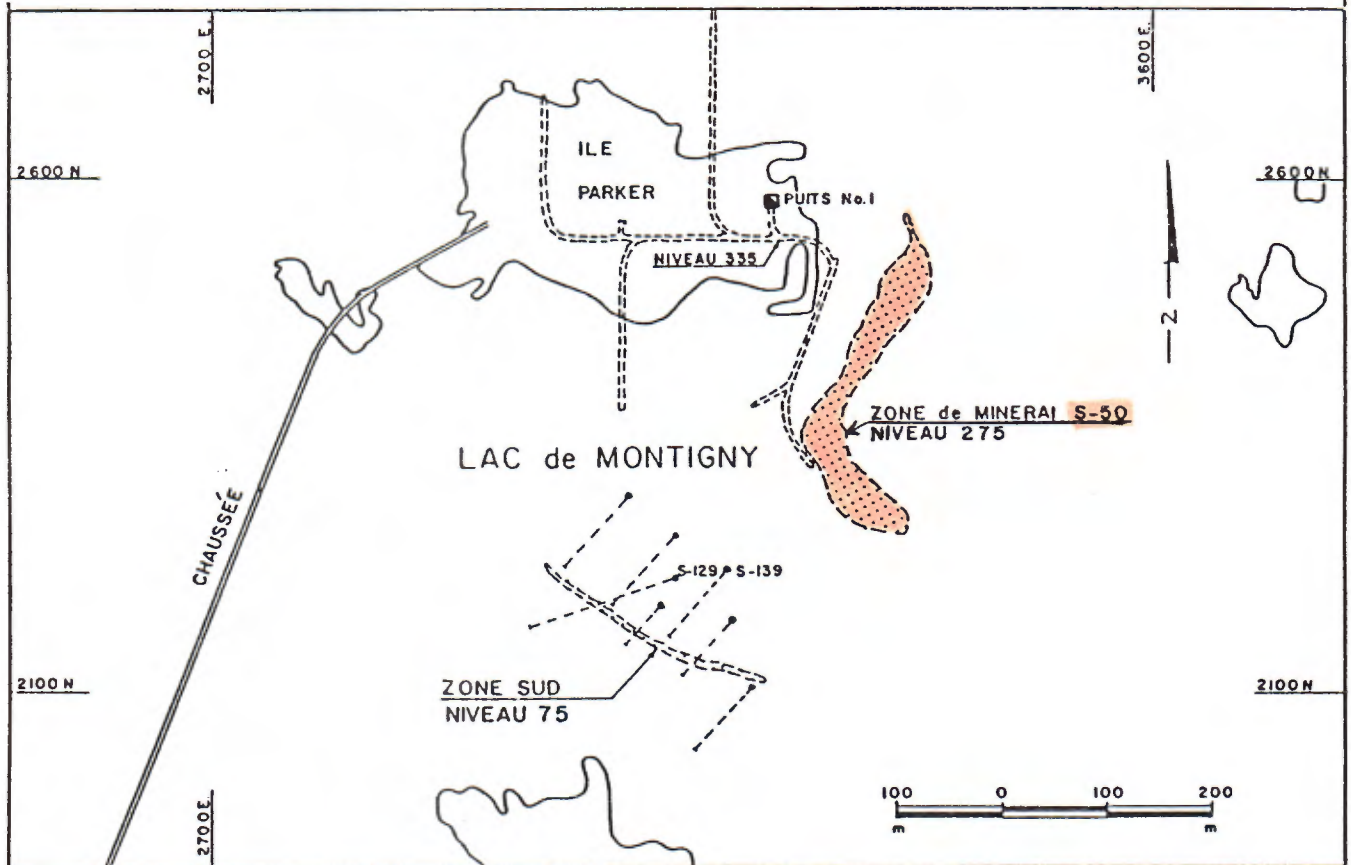 2700 E.
3600 E.
ILE
PARKER
2600 N
2600 N
PUITS No. 1
NIVEAU 335
N
ZONE de MINERAI S-50
NIVEAU 275
LAC de MONTIGNY
CHAUSSÉE
S-129
S-139
2100 N
2100 N
ZONE SUD
NIVEAU 75
2700 E.
100 0 100 200
m m